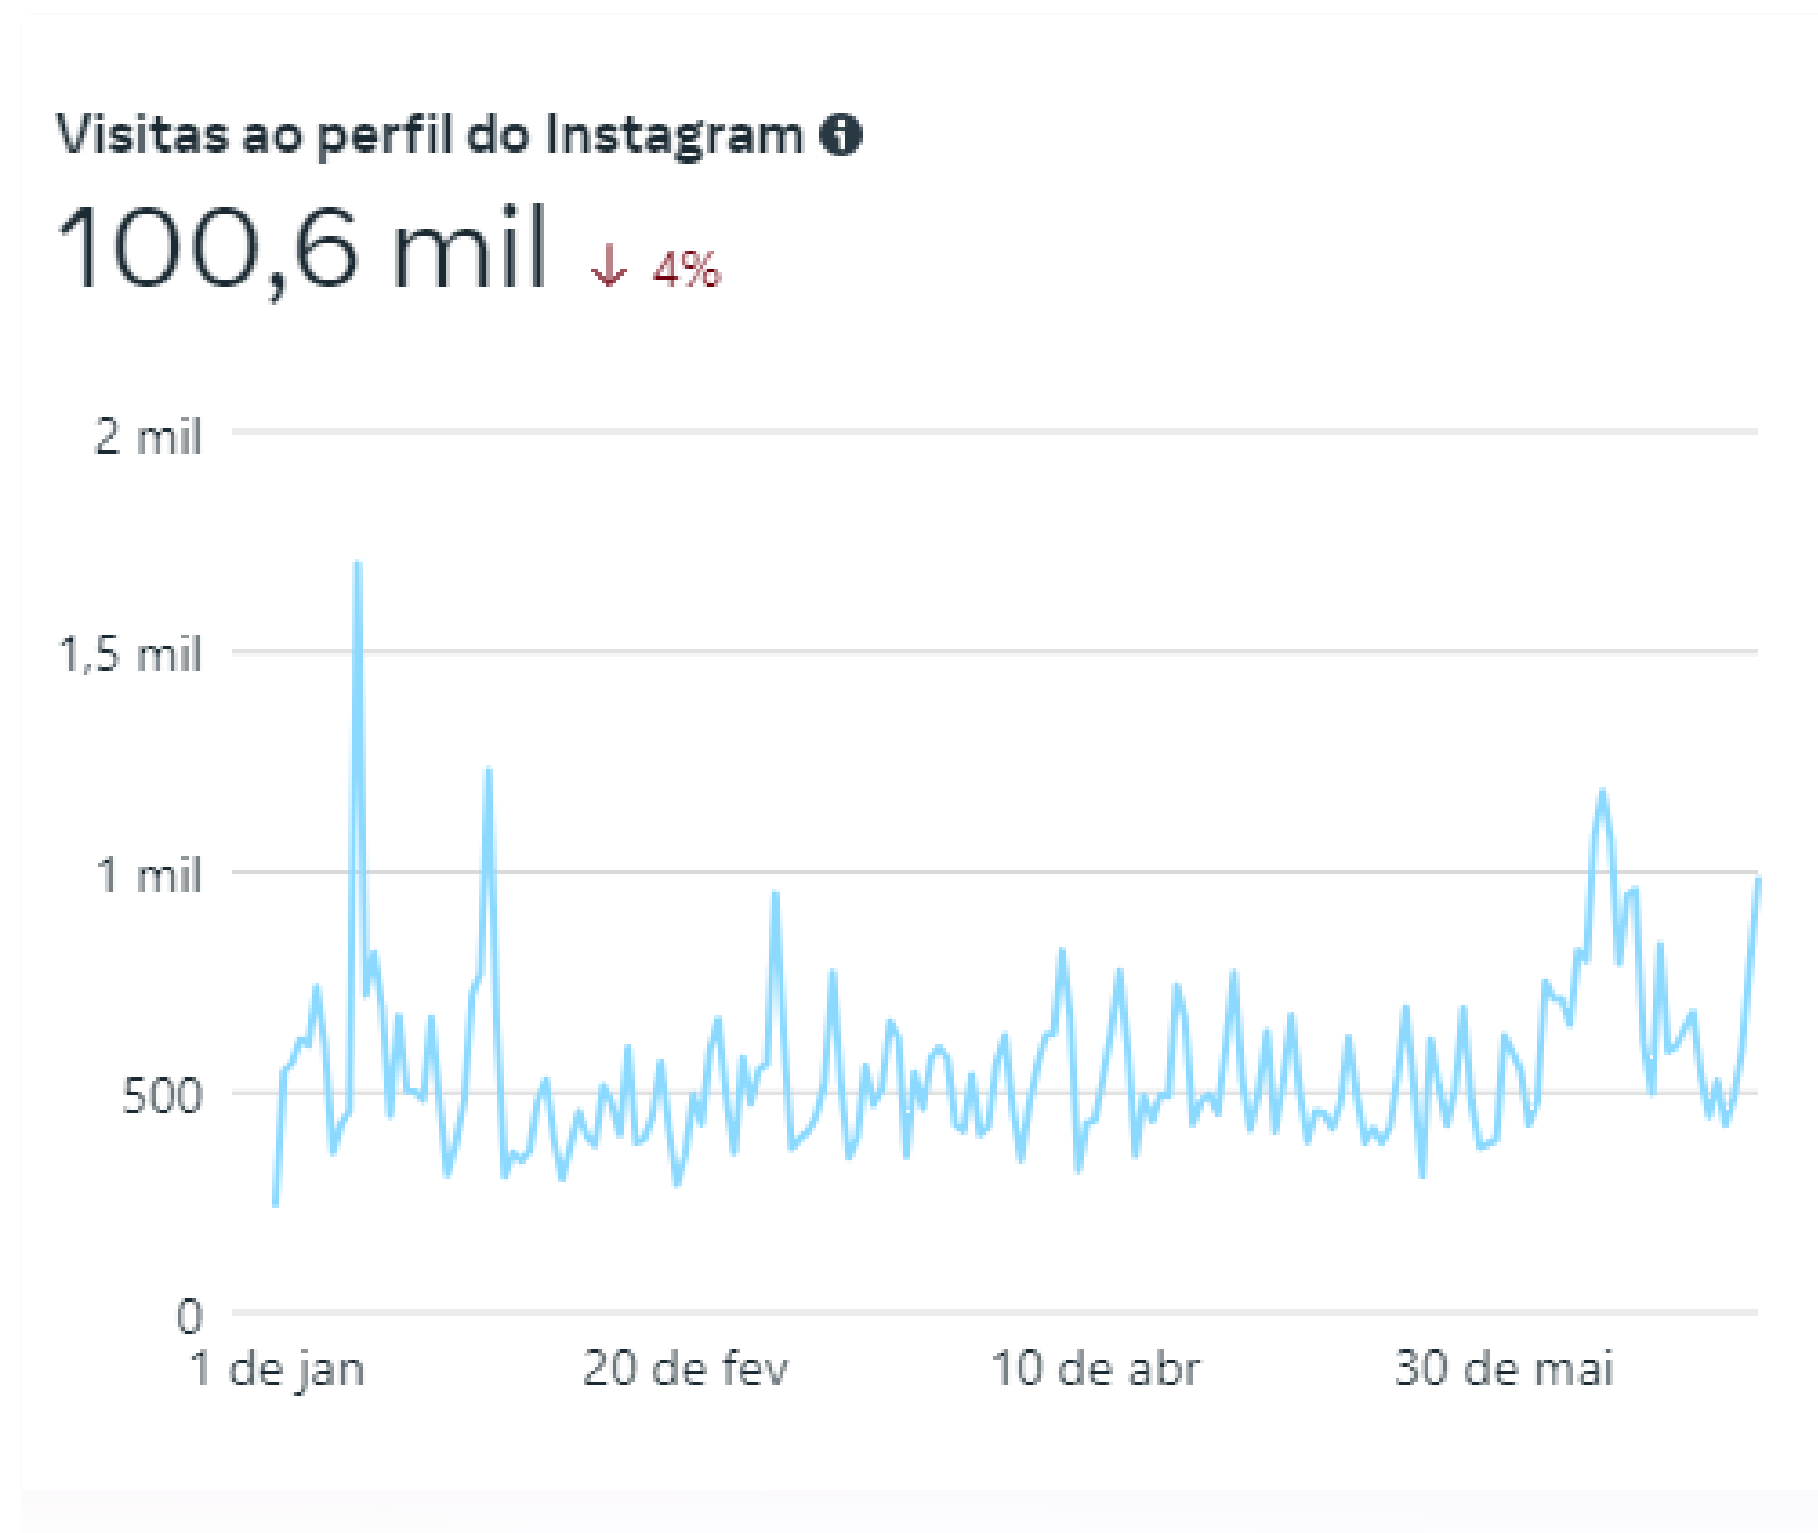 Visitas ao perfil do Instagram
100,6 mil ↓ 4%
2 mil
1,5 mil
1 mil
500
0
1 de jan 20 de fev 10 de abr 30 de mai